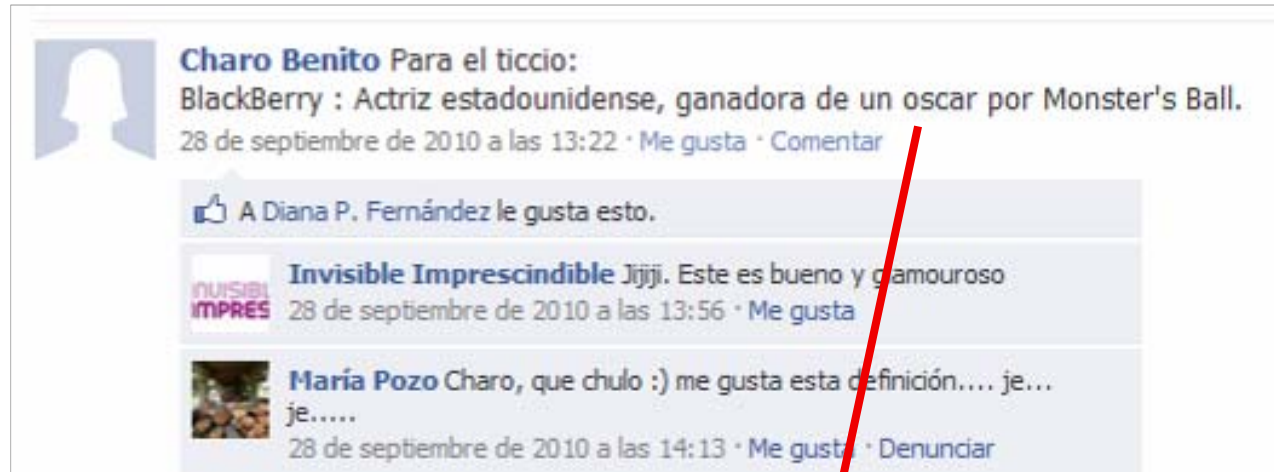 Charo Benito Para el ticcio:
BlackBerry : Actriz estadounidense, ganadora de un oscar por Monster's Ball.
28 de septiembre de 2010 a las 13:22 · Me gusta · Comentar
A Diana P. Fernández le gusta esto.
INVISIBL
IMPRES
Invisible Imprescindible Jijiji. Este es bueno y glamouroso
28 de septiembre de 2010 a las 13:56 · Me gusta
María Pozo Charo, que chulo :) me gusta esta definición.... je...
je.....
28 de septiembre de 2010 a las 14:13 · Me gusta · Denunciar